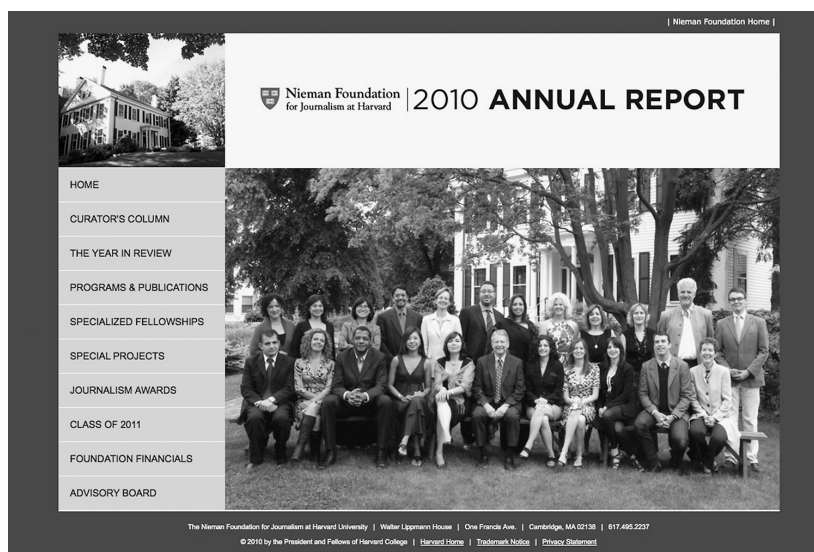 | Nieman Foundation Home |
Nieman Foundation
for Journalism at Harvard
2010 ANNUAL REPORT
HOME
CURATOR'S COLUMN
THE YEAR IN REVIEW
PROGRAMS & PUBLICATIONS
SPECIALIZED FELLOWSHIPS
SPECIAL PROJECTS
JOURNALISM AWARDS
CLASS OF 2011
FOUNDATION FINANCIALS
ADVISORY BOARD
The Nieman Foundation for Journalism at Harvard University | Walter Lippmann House | One Francis Ave. | Cambridge, MA 02138 | 617.495.2237
© 2010 by the President and Fellows of Harvard College | Harvard Home | Trademark Notice | Privacy Statement